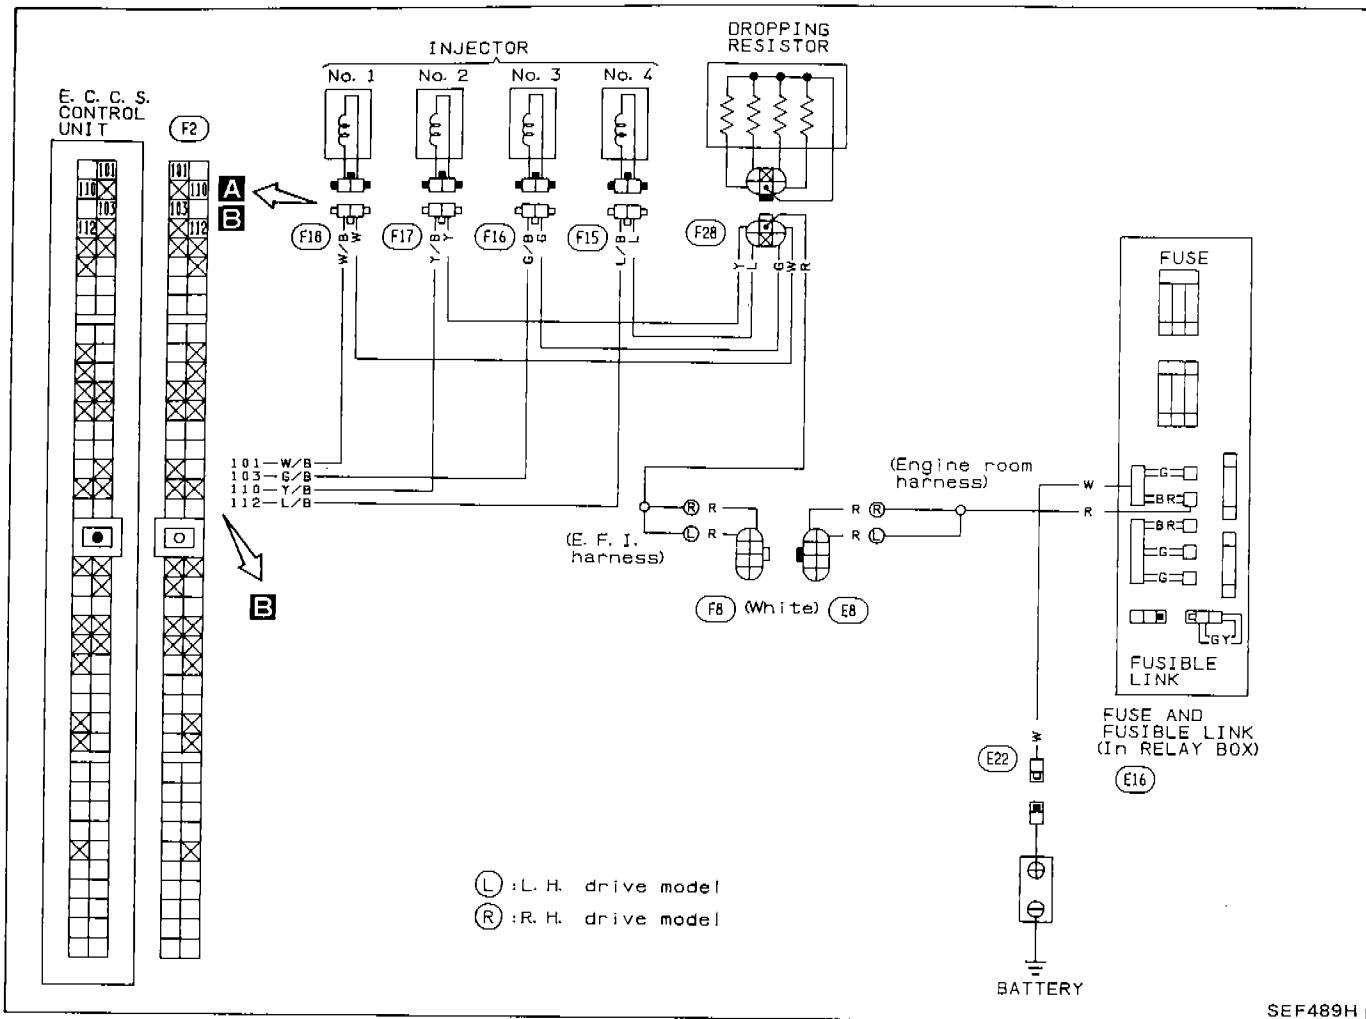 INJECTOR
DROPPING
RESISTOR
No. 1
No. 2
No. 3
No. 4
E. C. C. S.
CONTROL
UNIT
F2
101
110
103
112
101
110
103
112
A
B
F18
F17
F16
F15
F28
W/B
W
Y/B
Y
G/B
G
L/B
L
Y
L
G
W
R
FUSE
101 W/B
103 G/B
110 Y/B
112 L/B
B
(Engine room
harness)
W
R
G
BR
BR
G
G
GY
R R
L R
R R
R L
(E. F. I.
harness)
F8 (White) E8
FUSIBLE
LINK
FUSE AND
FUSIBLE LINK
(In RELAY BOX)
E16
W
E22
L :L. H. drive model
R :R. H. drive model
BATTERY
SEF489H